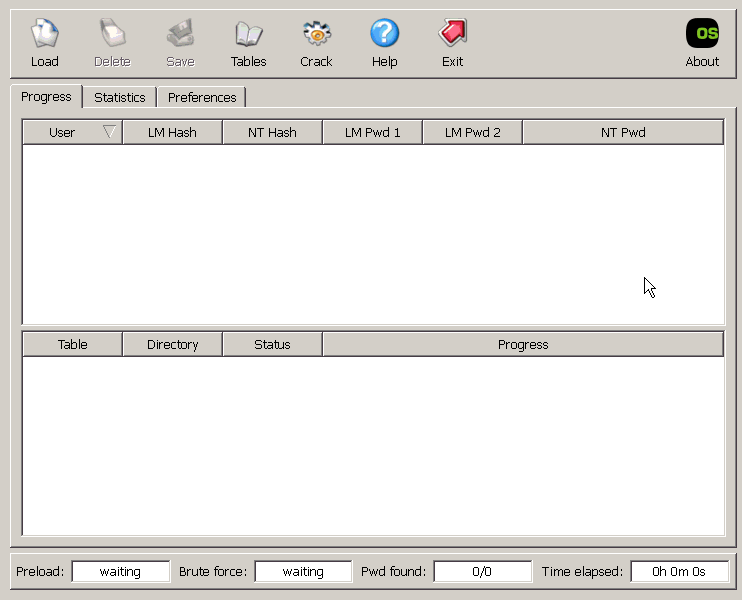 Load Delete Save Tables Crack Help Exit OS About
Progress Statistics Preferences
User LM Hash NT Hash LM Pwd 1 LM Pwd 2 NT Pwd
Table Directory Status Progress
Preload: waiting Brute force: waiting Pwd found: 0/0 Time elapsed: 0h 0m 0s